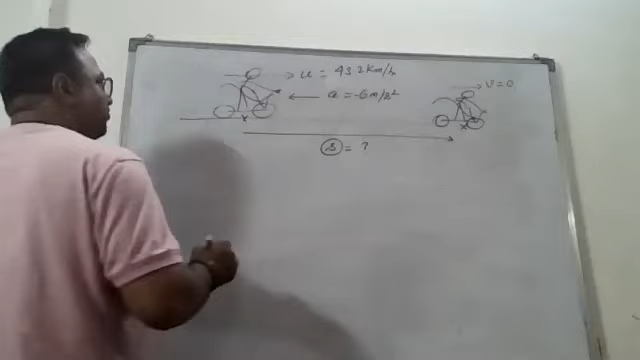 u = 43.2 km/h
v = 0
a = -6 m/s²
s = ?